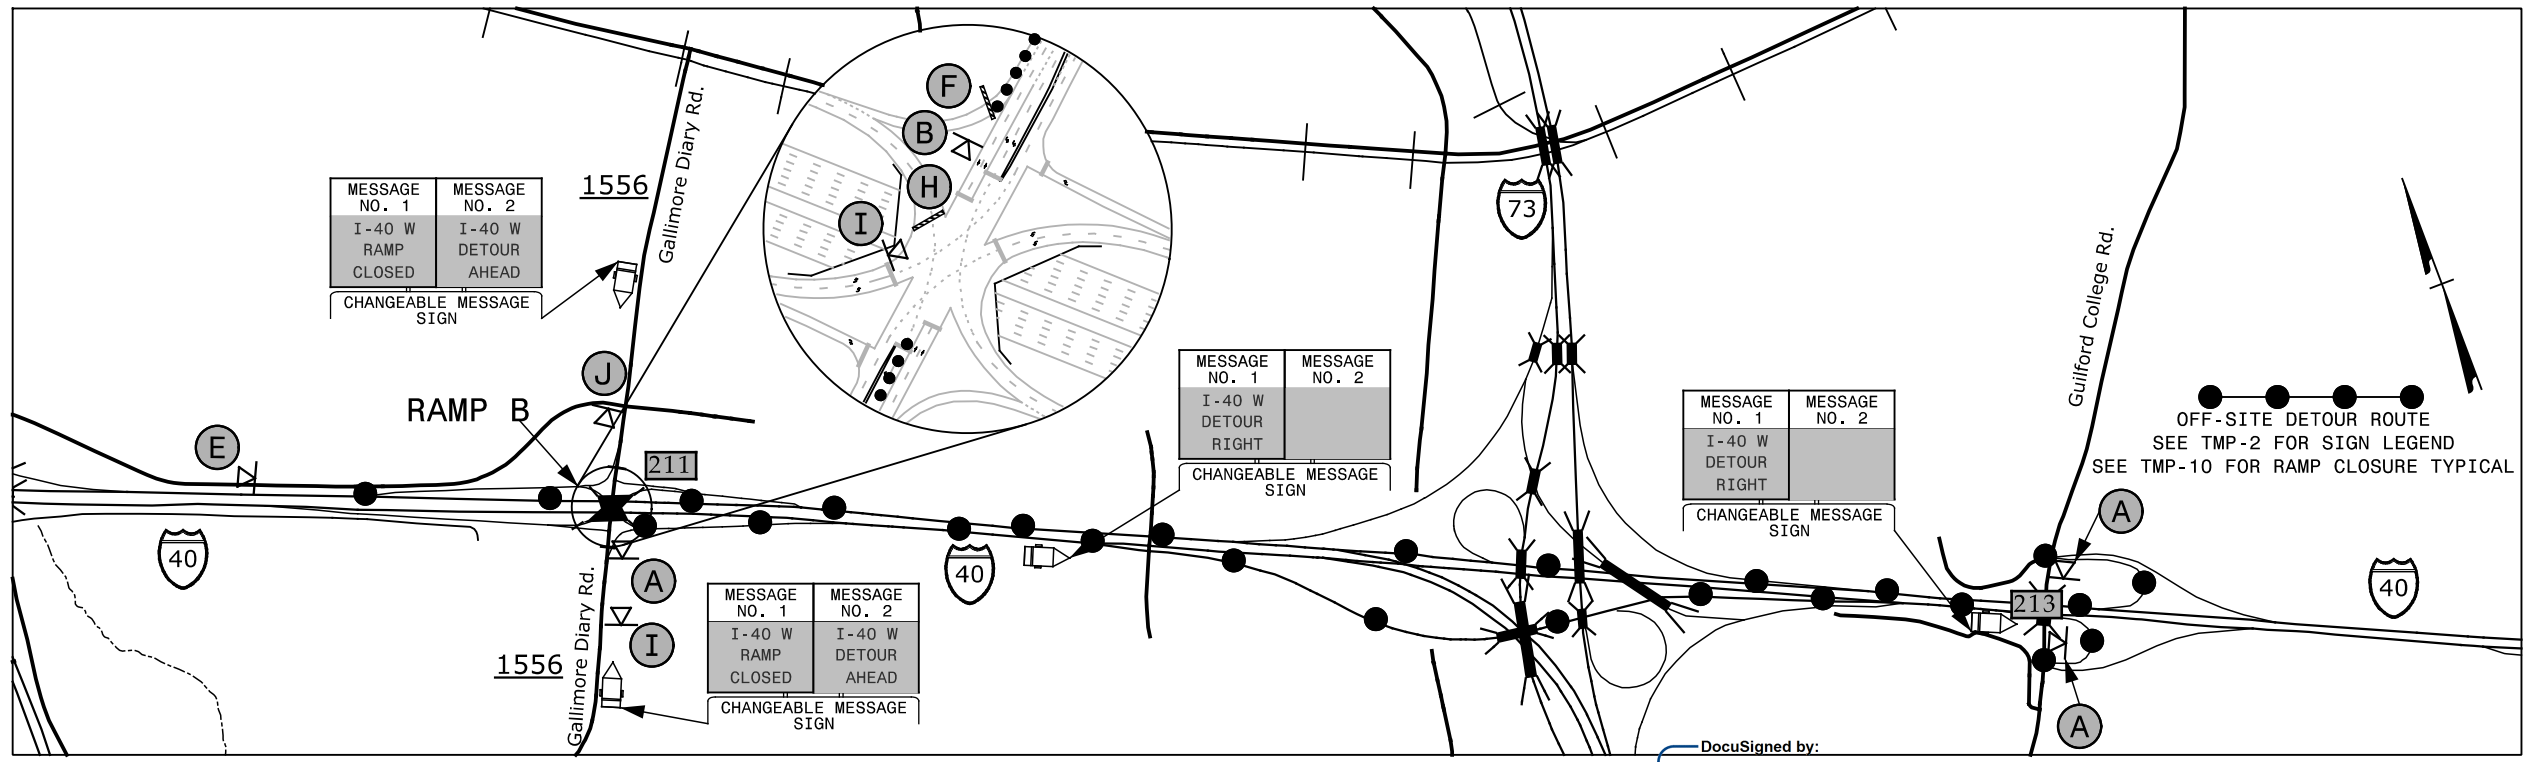 MESSAGE NO. 1
MESSAGE NO. 2
I-40 W
RAMP
CLOSED
I-40 W
DETOUR
AHEAD
CHANGEABLE MESSAGE
SIGN
1556
Gallimore Diary Rd.
F
B
H
I
J
RAMP B
E
211
40
A
I
1556
Gallimore Diary Rd.
MESSAGE NO. 1
MESSAGE NO. 2
I-40 W
RAMP
CLOSED
I-40 W
DETOUR
AHEAD
CHANGEABLE MESSAGE
SIGN
40
MESSAGE NO. 1
MESSAGE NO. 2
I-40 W
DETOUR
RIGHT
CHANGEABLE MESSAGE
SIGN
73
MESSAGE NO. 1
MESSAGE NO. 2
I-40 W
DETOUR
RIGHT
CHANGEABLE MESSAGE
SIGN
Guilford College Rd.
OFF-SITE DETOUR ROUTE
SEE TMP-2 FOR SIGN LEGEND
SEE TMP-10 FOR RAMP CLOSURE TYPICAL
A
213
40
A
DocuSigned by: